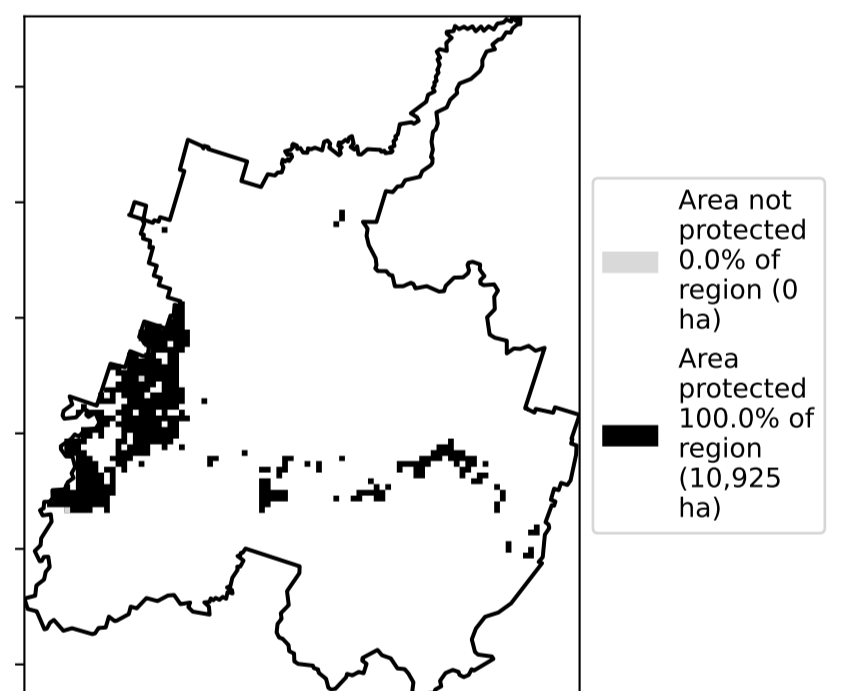 Area not
protected
0.0% of
region (0
ha)
Area
protected
100.0% of
region
(10,925
ha)